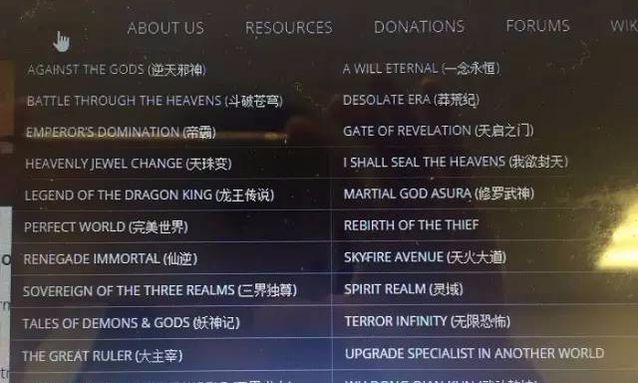 ABOUT US RESOURCES DONATIONS FORUMS WIK
AGAINST THE GODS (逆天邪神)
A WILL ETERNAL (一念永恒)
BATTLE THROUGH THE HEAVENS (斗破苍穹)
DESOLATE ERA (莽荒纪)
EMPEROR'S DOMINATION (帝霸)
GATE OF REVELATION (天启之门)
HEAVENLY JEWEL CHANGE (天珠变)
I SHALL SEAL THE HEAVENS (我欲封天)
LEGEND OF THE DRAGON KING (龙王传说)
MARTIAL GOD ASURA (修罗武神)
PERFECT WORLD (完美世界)
REBIRTH OF THE THIEF
RENEGADE IMMORTAL (仙逆)
SKYFIRE AVENUE (天火大道)
SOVEREIGN OF THE THREE REALMS (三界独尊)
SPIRIT REALM (灵域)
TALES OF DEMONS & GODS (妖神记)
TERROR INFINITY (无限恐怖)
THE GREAT RULER (大主宰)
UPGRADE SPECIALIST IN ANOTHER WORLD